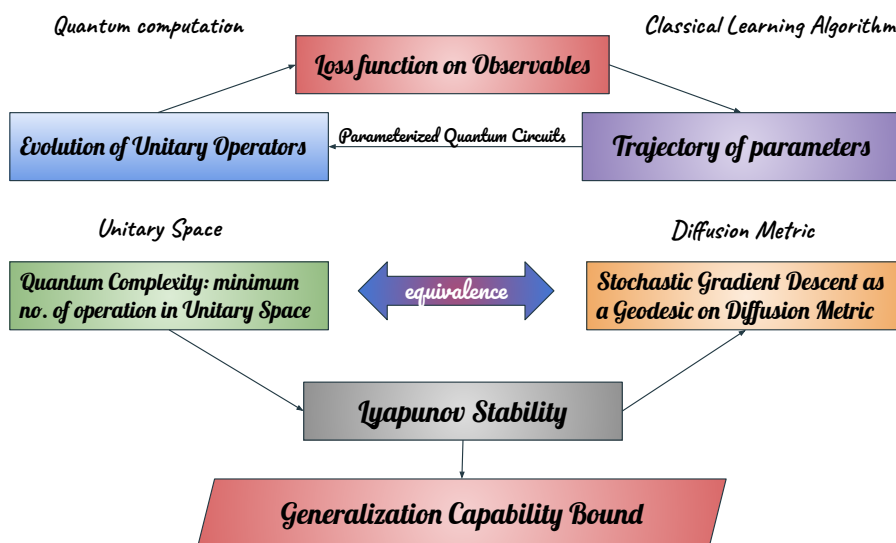 Quantum computation
Classical Learning Algorithm
Loss function on Observables
Evolution of Unitary Operators
Parameterized Quantum Circuits
Trajectory of parameters
Unitary Space
Diffusion Metric
Quantum Complexity: minimum
no. of operation in Unitary Space
equivalence
Stochastic Gradient Descent as
a Geodesic on Diffusion Metric
Lyapunov Stability
Generalization Capability Bound